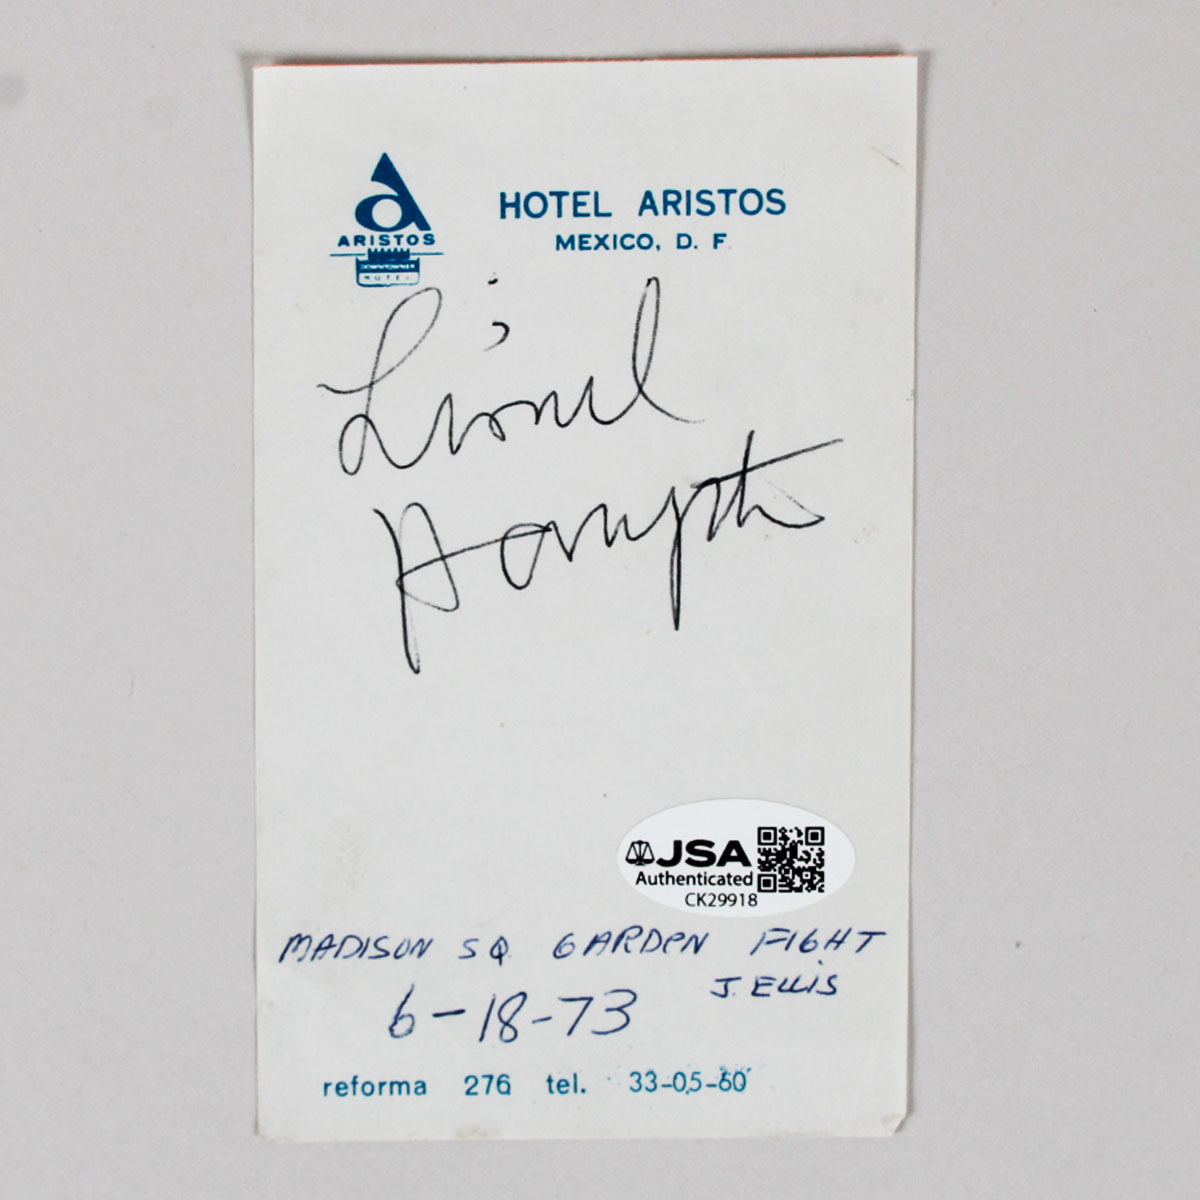 HOTEL ARISTOS
MEXICO, D. F.
a
ARISTOS
HOTEL
Lionel
Hampton
JSA
Authenticated
CK29918
MADISON SQ. GARDEN FIGHT
J. ELLIS
6-18-73
reforma 276 tel. 33-05-60